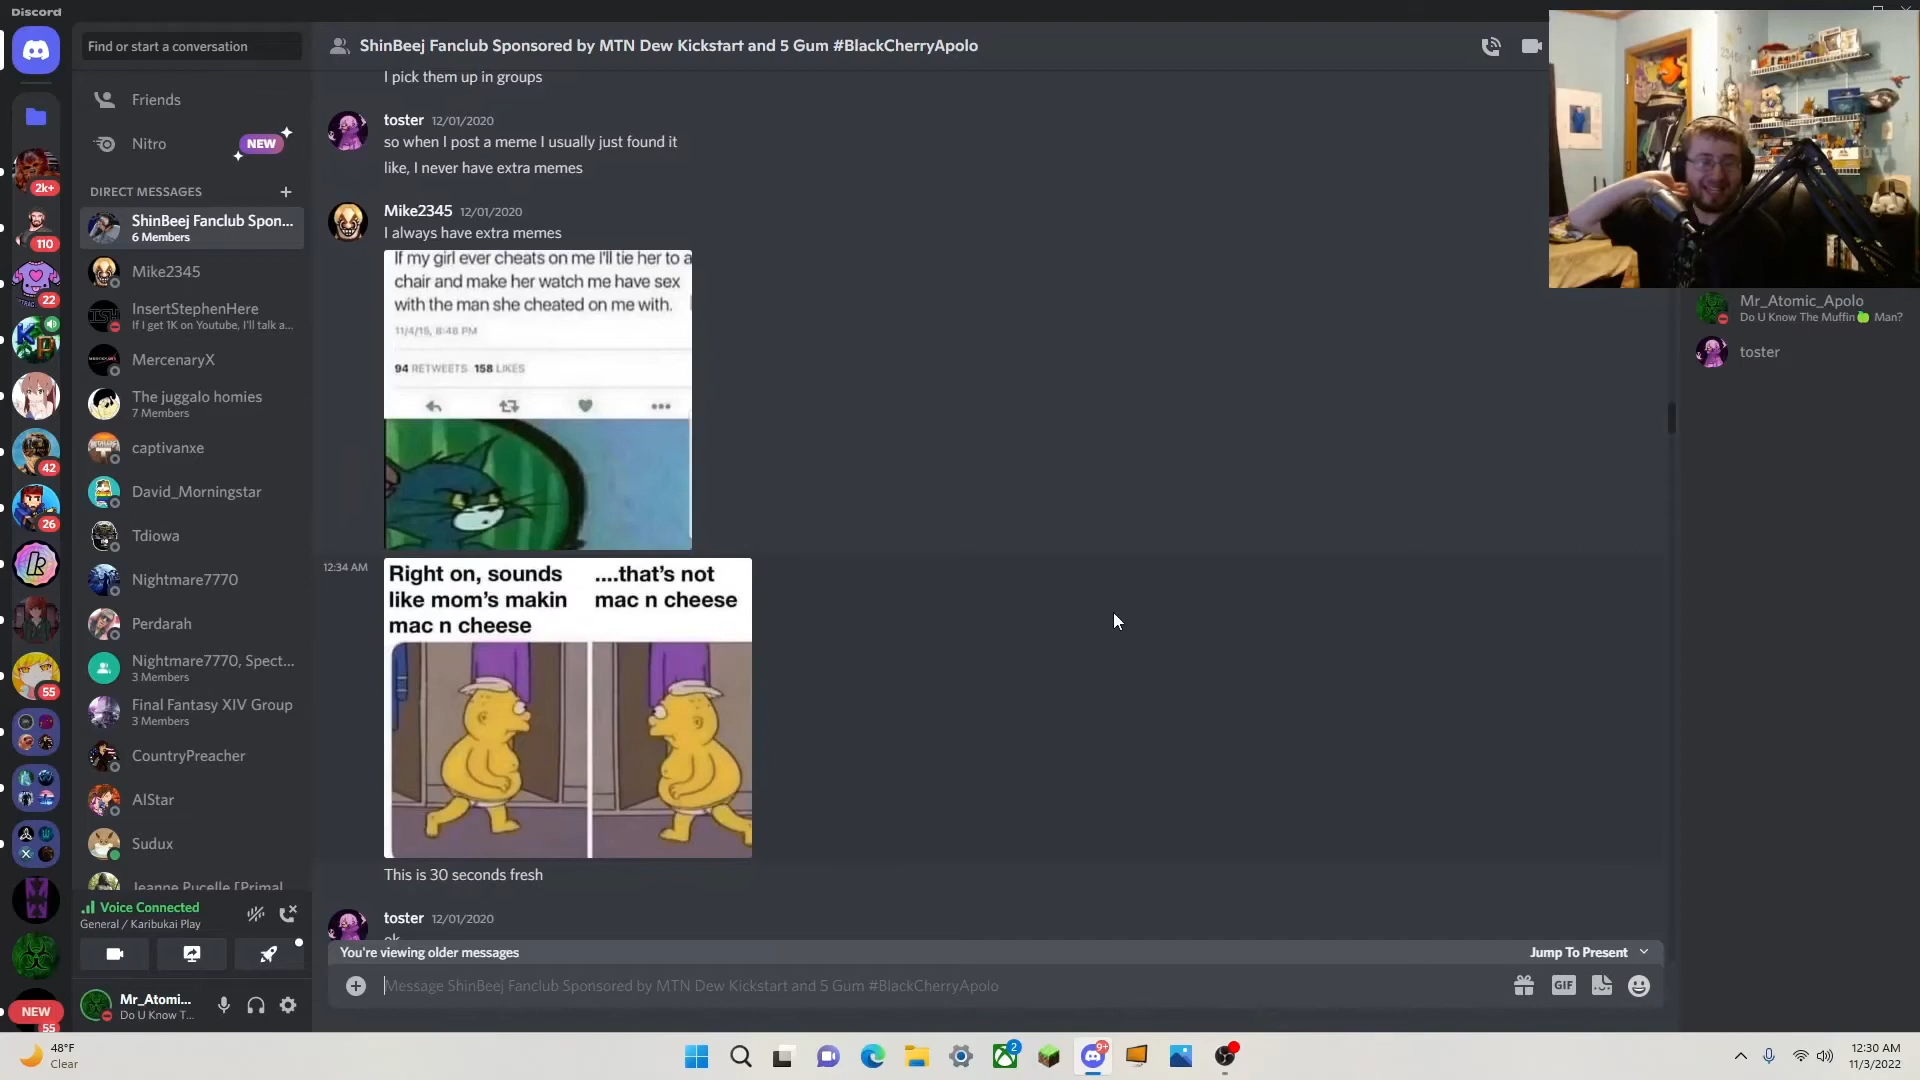 Discord
Find or start a conversation
ShinBeej Fanclub Sponsored by MTN Dew Kickstart and 5 Gum #BlackCherryApolo
I pick them up in groups
Friends
Nitro
NEW
DIRECT MESSAGES
ShinBeej Fanclub Spon...
6 Members
Mike2345
InsertStephenHere
If I get 1K on Youtube, I'll talk a...
MercenaryX
The juggalo homies
7 Members
captivanxe
David_Morningstar
Tdiowa
Nightmare7770
Perdarah
Nightmare7770, Spect...
3 Members
Final Fantasy XIV Group
3 Members
CountryPreacher
AlStar
Sudux
Jeanne Pucelle [Primal
Voice Connected
General / Karibukai Play
Mr_Atomi...
Do U Know T...
2k+
110
22
42
26
55
NEW
55
toster 12/01/2020
so when I post a meme I usually just found it
like, I never have extra memes
Mike2345 12/01/2020
I always have extra memes
If my girl ever cheats on me I'll tie her to a
chair and make her watch me have sex
with the man she cheated on me with.
11/4/15, 8:48 PM
94 RETWEETS 158 LIKES
12:34 AM
Right on, sounds
like mom's makin
mac n cheese
....that's not
mac n cheese
This is 30 seconds fresh
toster 12/01/2020
ok
You're viewing older messages
Jump To Present
Message ShinBeej Fanclub Sponsored by MTN Dew Kickstart and 5 Gum #BlackCherryApolo
GIF
Mr_Atomic_Apolo
Do U Know The Muffin🍏 Man?
toster
48°F
Clear
2
9+
12:30 AM
11/3/2022